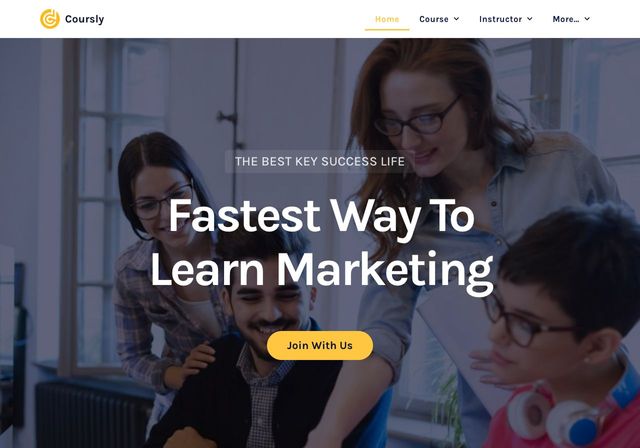 Coursly
Home Course Instructor More...
THE BEST KEY SUCCESS LIFE
Fastest Way To
Learn Marketing
Join With Us